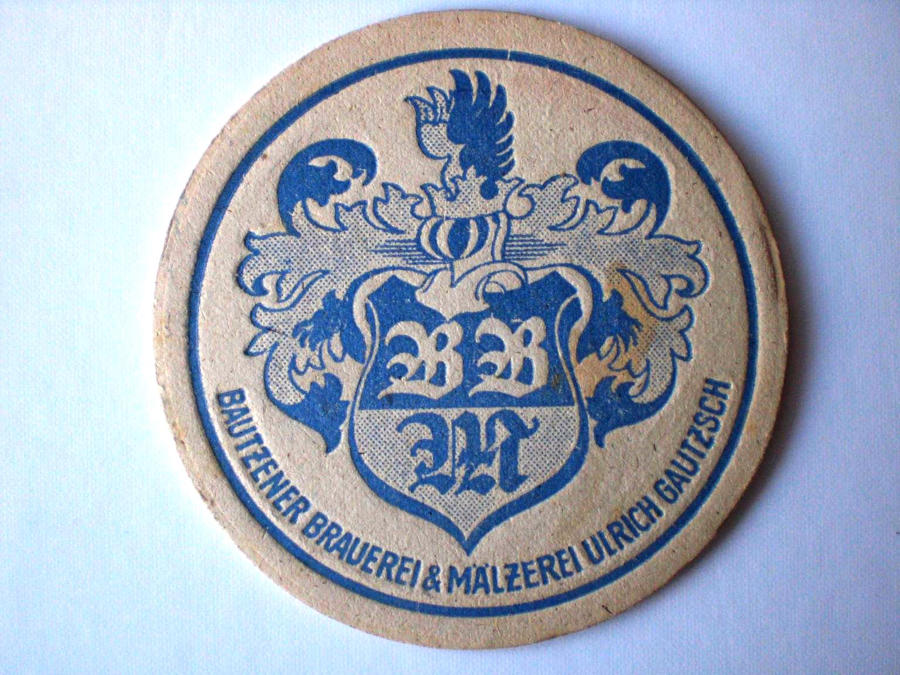 BB
M
BAUTZENER BRAUEREI & MÄLZEREI ULRICH GAUTZSCH